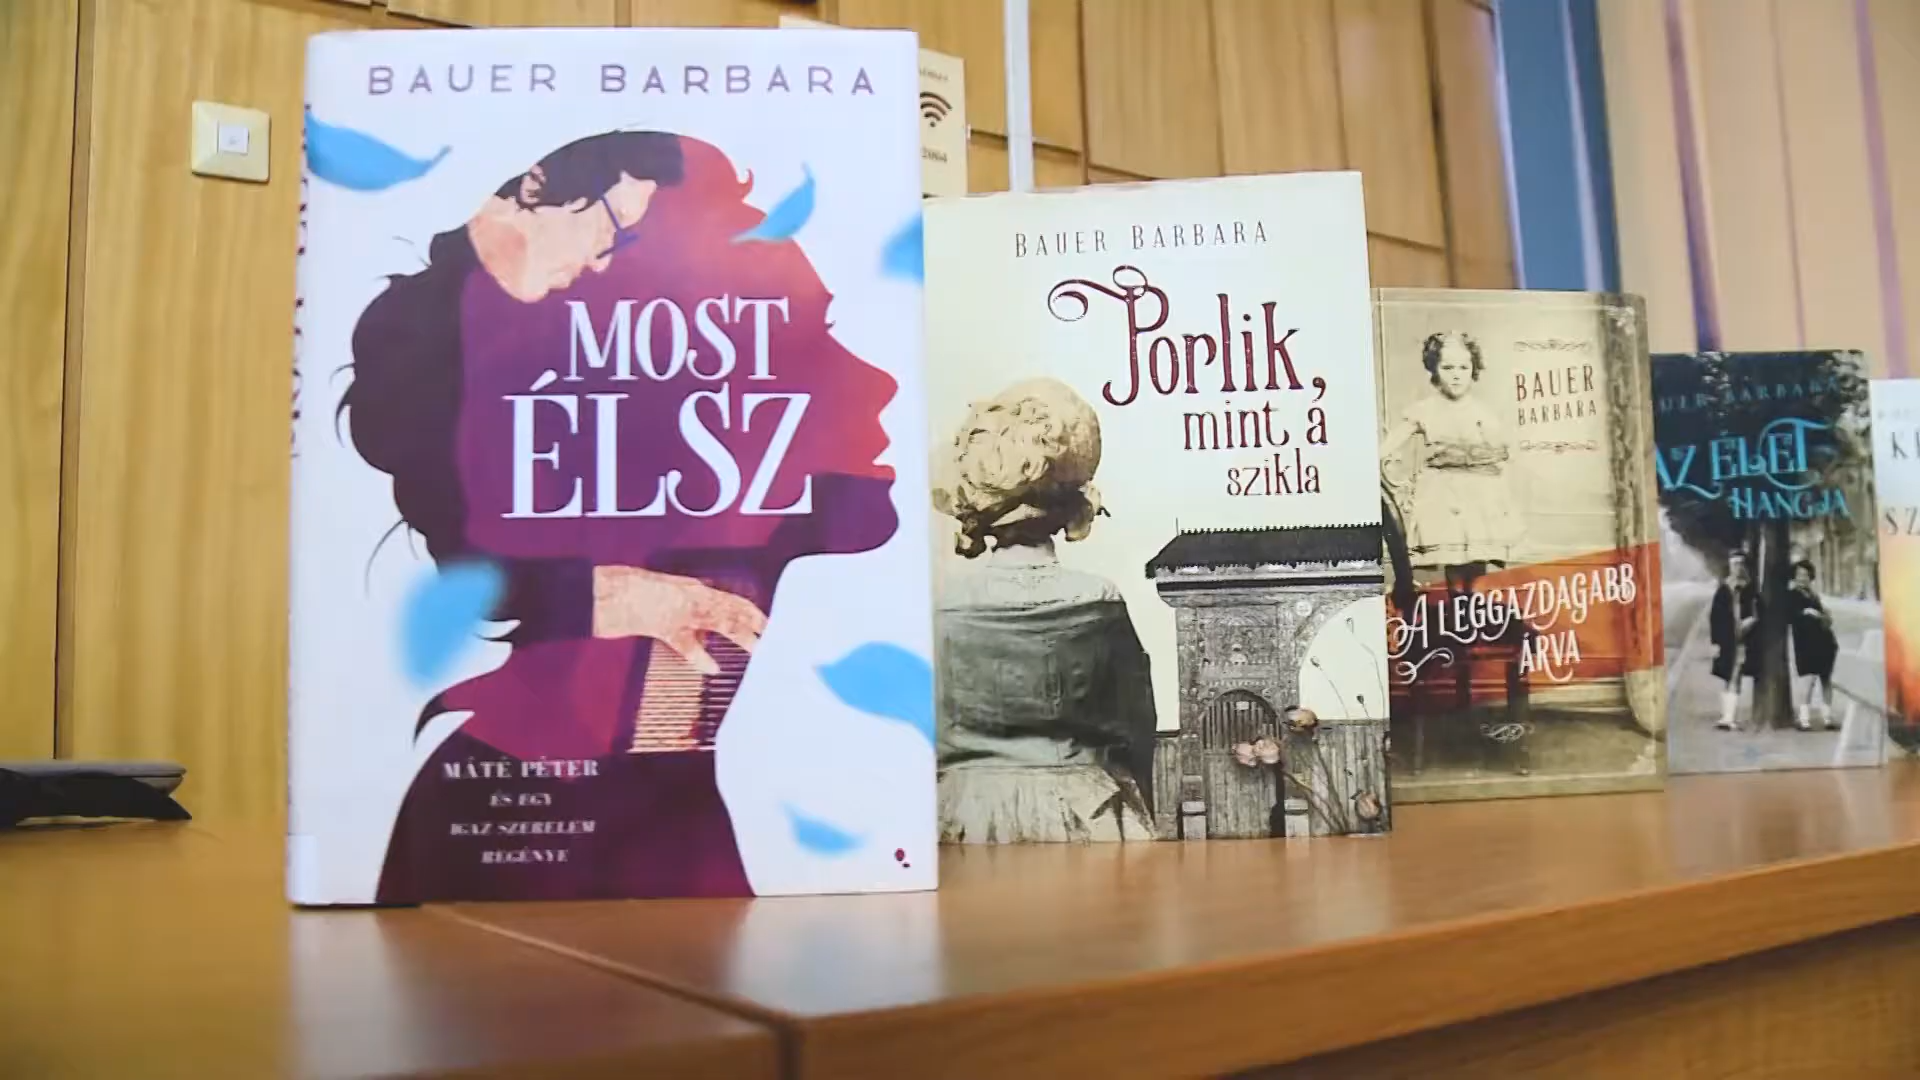 BAUER BARBARA
MOST
ÉLSZ
MÁTÉ PÉTER
ÉS EGY
IGAZ SZERELEM
REGÉNYE
BAUER BARBARA
Porlik,
mint a
szikla
BAUER
BARBARA
A LEGGAZDAGABB
ÁRVA
BARBARA
AZ ÉLET
HANGJA